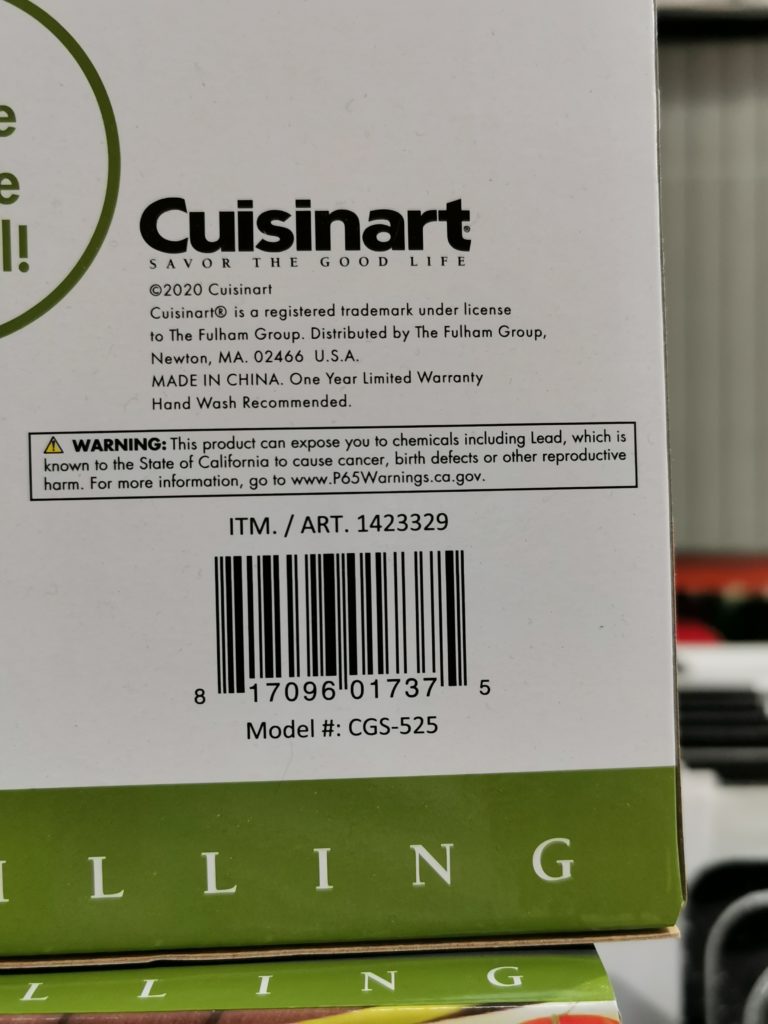 e
e
l!
Cuisinart®
SAVOR THE GOOD LIFE
©2020 Cuisinart
Cuisinart® is a registered trademark under license
to The Fulham Group. Distributed by The Fulham Group,
Newton, MA. 02466 U.S.A.
MADE IN CHINA. One Year Limited Warranty
Hand Wash Recommended.
WARNING: This product can expose you to chemicals including Lead, which is
known to the State of California to cause cancer, birth defects or other reproductive
harm. For more information, go to www.P65Warnings.ca.gov.
ITM. / ART. 1423329
8 17096 01737 5
Model #: CGS-525
LLING
LLING